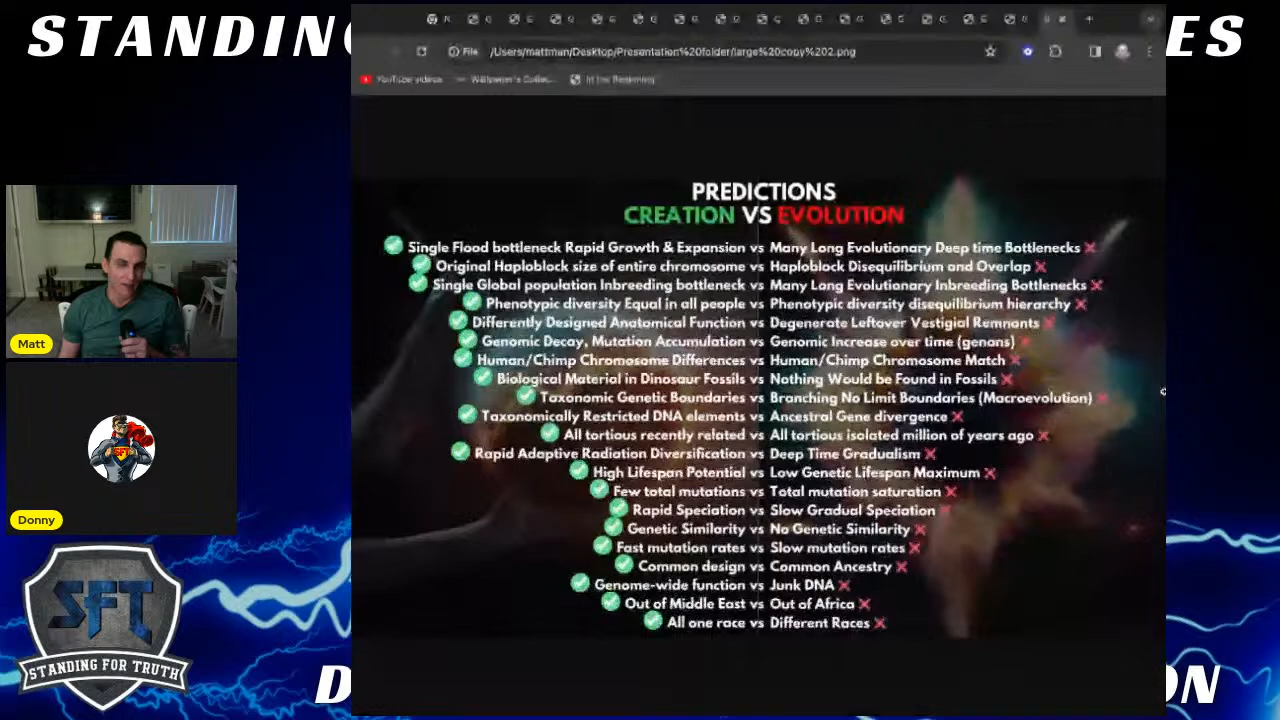 STANDING
ES
File /Users/mattman/Desktop/Presentation%20folder/large%20copy%202.png
YouTube videos
In the Beginning
PREDICTIONS
CREATION VS EVOLUTION
Single Flood bottleneck Rapid Growth & Expansion vs Many Long Evolutionary Deep time Bottlenecks
Original Haploblock size of entire chromosome vs Haploblock Disequilibrium and Overlap
Single Global population Inbreeding bottleneck vs Many Long Evolutionary Inbreeding Bottlenecks
Phenotypic diversity Equal in all people vs Phenotypic diversity disequilibrium hierarchy
Differently Designed Anatomical Function vs Degenerate Leftover Vestigial Remnants
Genomic Decay, Mutation Accumulation vs Genomic Increase over time (genons)
Human/Chimp Chromosome Differences vs Human/Chimp Chromosome Match
Biological Material in Dinosaur Fossils vs Nothing Would be Found in Fossils
Taxonomic Genetic Boundaries vs Branching No Limit Boundaries (Macroevolution)
Taxonomically Restricted DNA elements vs Ancestral Gene divergence
All tortious recently related vs All tortious isolated million of years ago
Rapid Adaptive Radiation Diversification vs Deep Time Gradualism
High Lifespan Potential vs Low Genetic Lifespan Maximum
Few total mutations vs Total mutation saturation
Rapid Speciation vs Slow Gradual Speciation
Genetic Similarity vs No Genetic Similarity
Fast mutation rates vs Slow mutation rates
Common design vs Common Ancestry
Genome-wide function vs Junk DNA
Out of Middle East vs Out of Africa
All one race vs Different Races
Matt
SFT
Donny
SFT
STANDING FOR TRUTH
D
ON